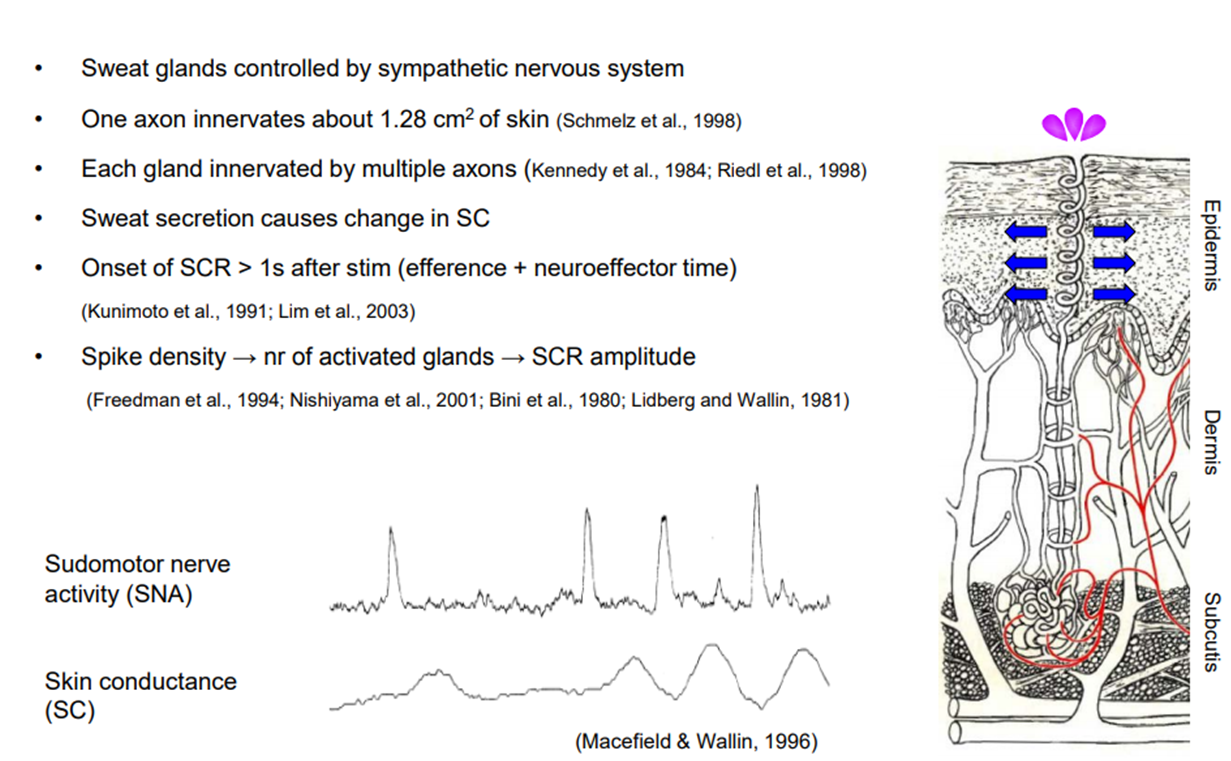 • Sweat glands controlled by sympathetic nervous system
• One axon innervates about 1.28 cm² of skin (Schmelz et al., 1998)
• Each gland innervated by multiple axons (Kennedy et al., 1984; Riedl et al., 1998)
• Sweat secretion causes change in SC
• Onset of SCR > 1s after stim (efference + neuroeffector time)
(Kunimoto et al., 1991; Lim et al., 2003)
• Spike density → nr of activated glands → SCR amplitude
(Freedman et al., 1994; Nishiyama et al., 2001; Bini et al., 1980; Lidberg and Wallin, 1981)
Sudomotor nerve
activity (SNA)
Skin conductance
(SC)
(Macefield & Wallin, 1996)
Epidermis
Dermis
Subcutis